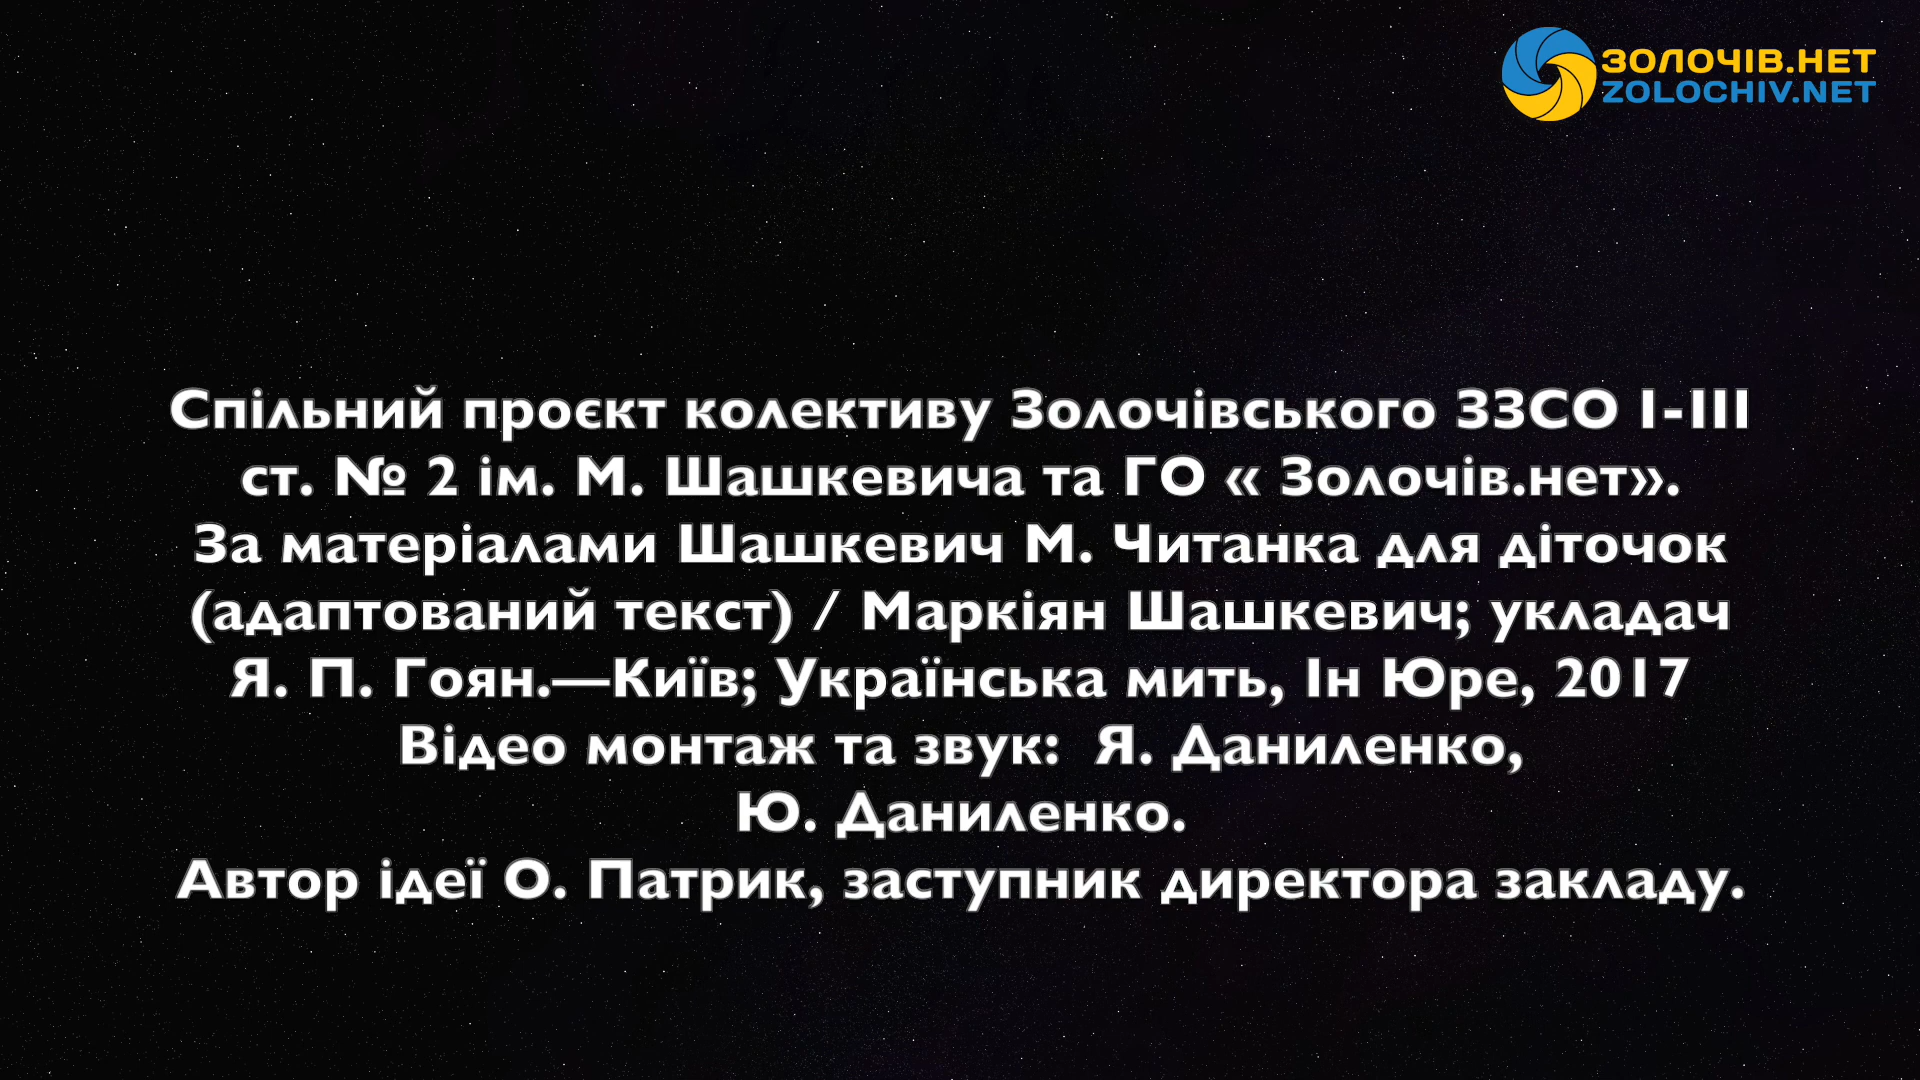 ЗОЛОЧІВ.НЕТ
ZOLOCHIV.NET
Спільний проєкт колективу Золочівського ЗЗСО І-ІІІ
ст. № 2 ім. М. Шашкевича та ГО « Золочів.нет».
За матеріалами Шашкевич М. Читанка для діточок
(адаптований текст) / Маркіян Шашкевич; укладач
Я. П. Гоян.—Київ; Українська мить, Ін Юре, 2017
Відео монтаж та звук:  Я. Даниленко,
Ю. Даниленко.
Автор ідеї О. Патрик, заступник директора закладу.